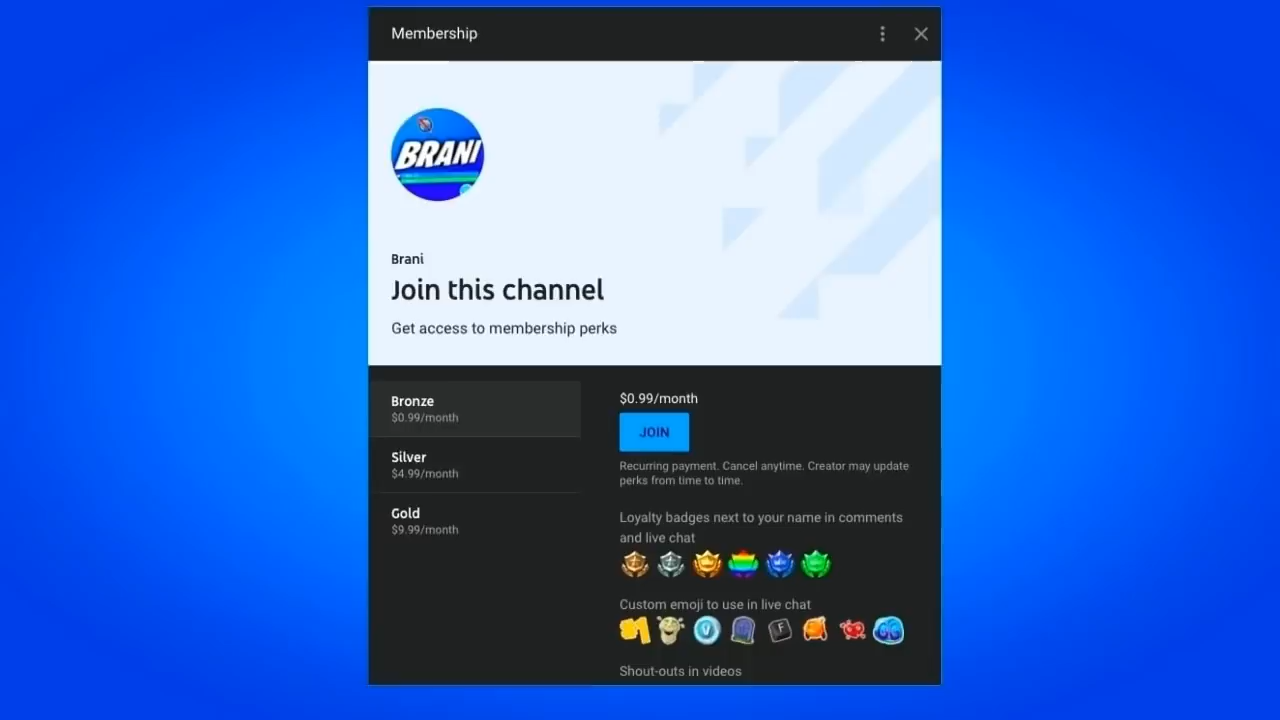 Membership
BRANI
Brani
Join this channel
Get access to membership perks
Bronze
$0.99/month
Silver
$4.99/month
Gold
$9.99/month
$0.99/month
JOIN
Recurring payment. Cancel anytime. Creator may update
perks from time to time.
Loyalty badges next to your name in comments
and live chat
Custom emoji to use in live chat
#1
V
F
GG
Shout-outs in videos